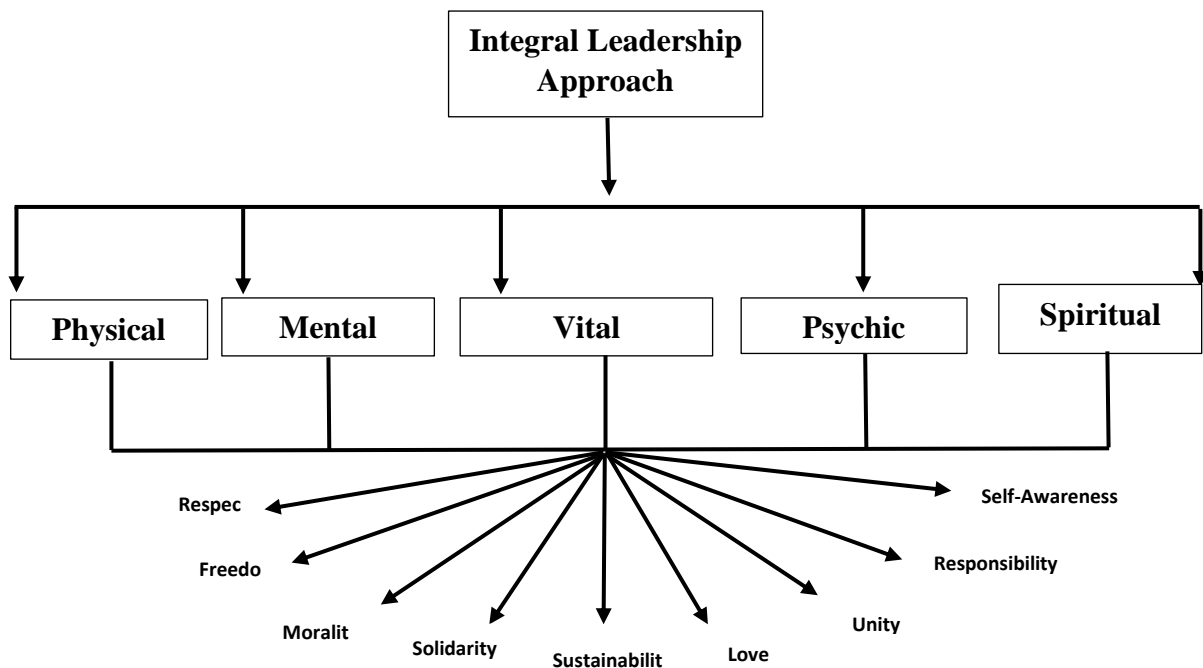 Integral Leadership
Approach
Physical
Mental
Vital
Psychic
Spiritual
Respec
Self-Awareness
Freedo
Responsibility
Moralit
Solidarity
Sustainabilit
Love
Unity